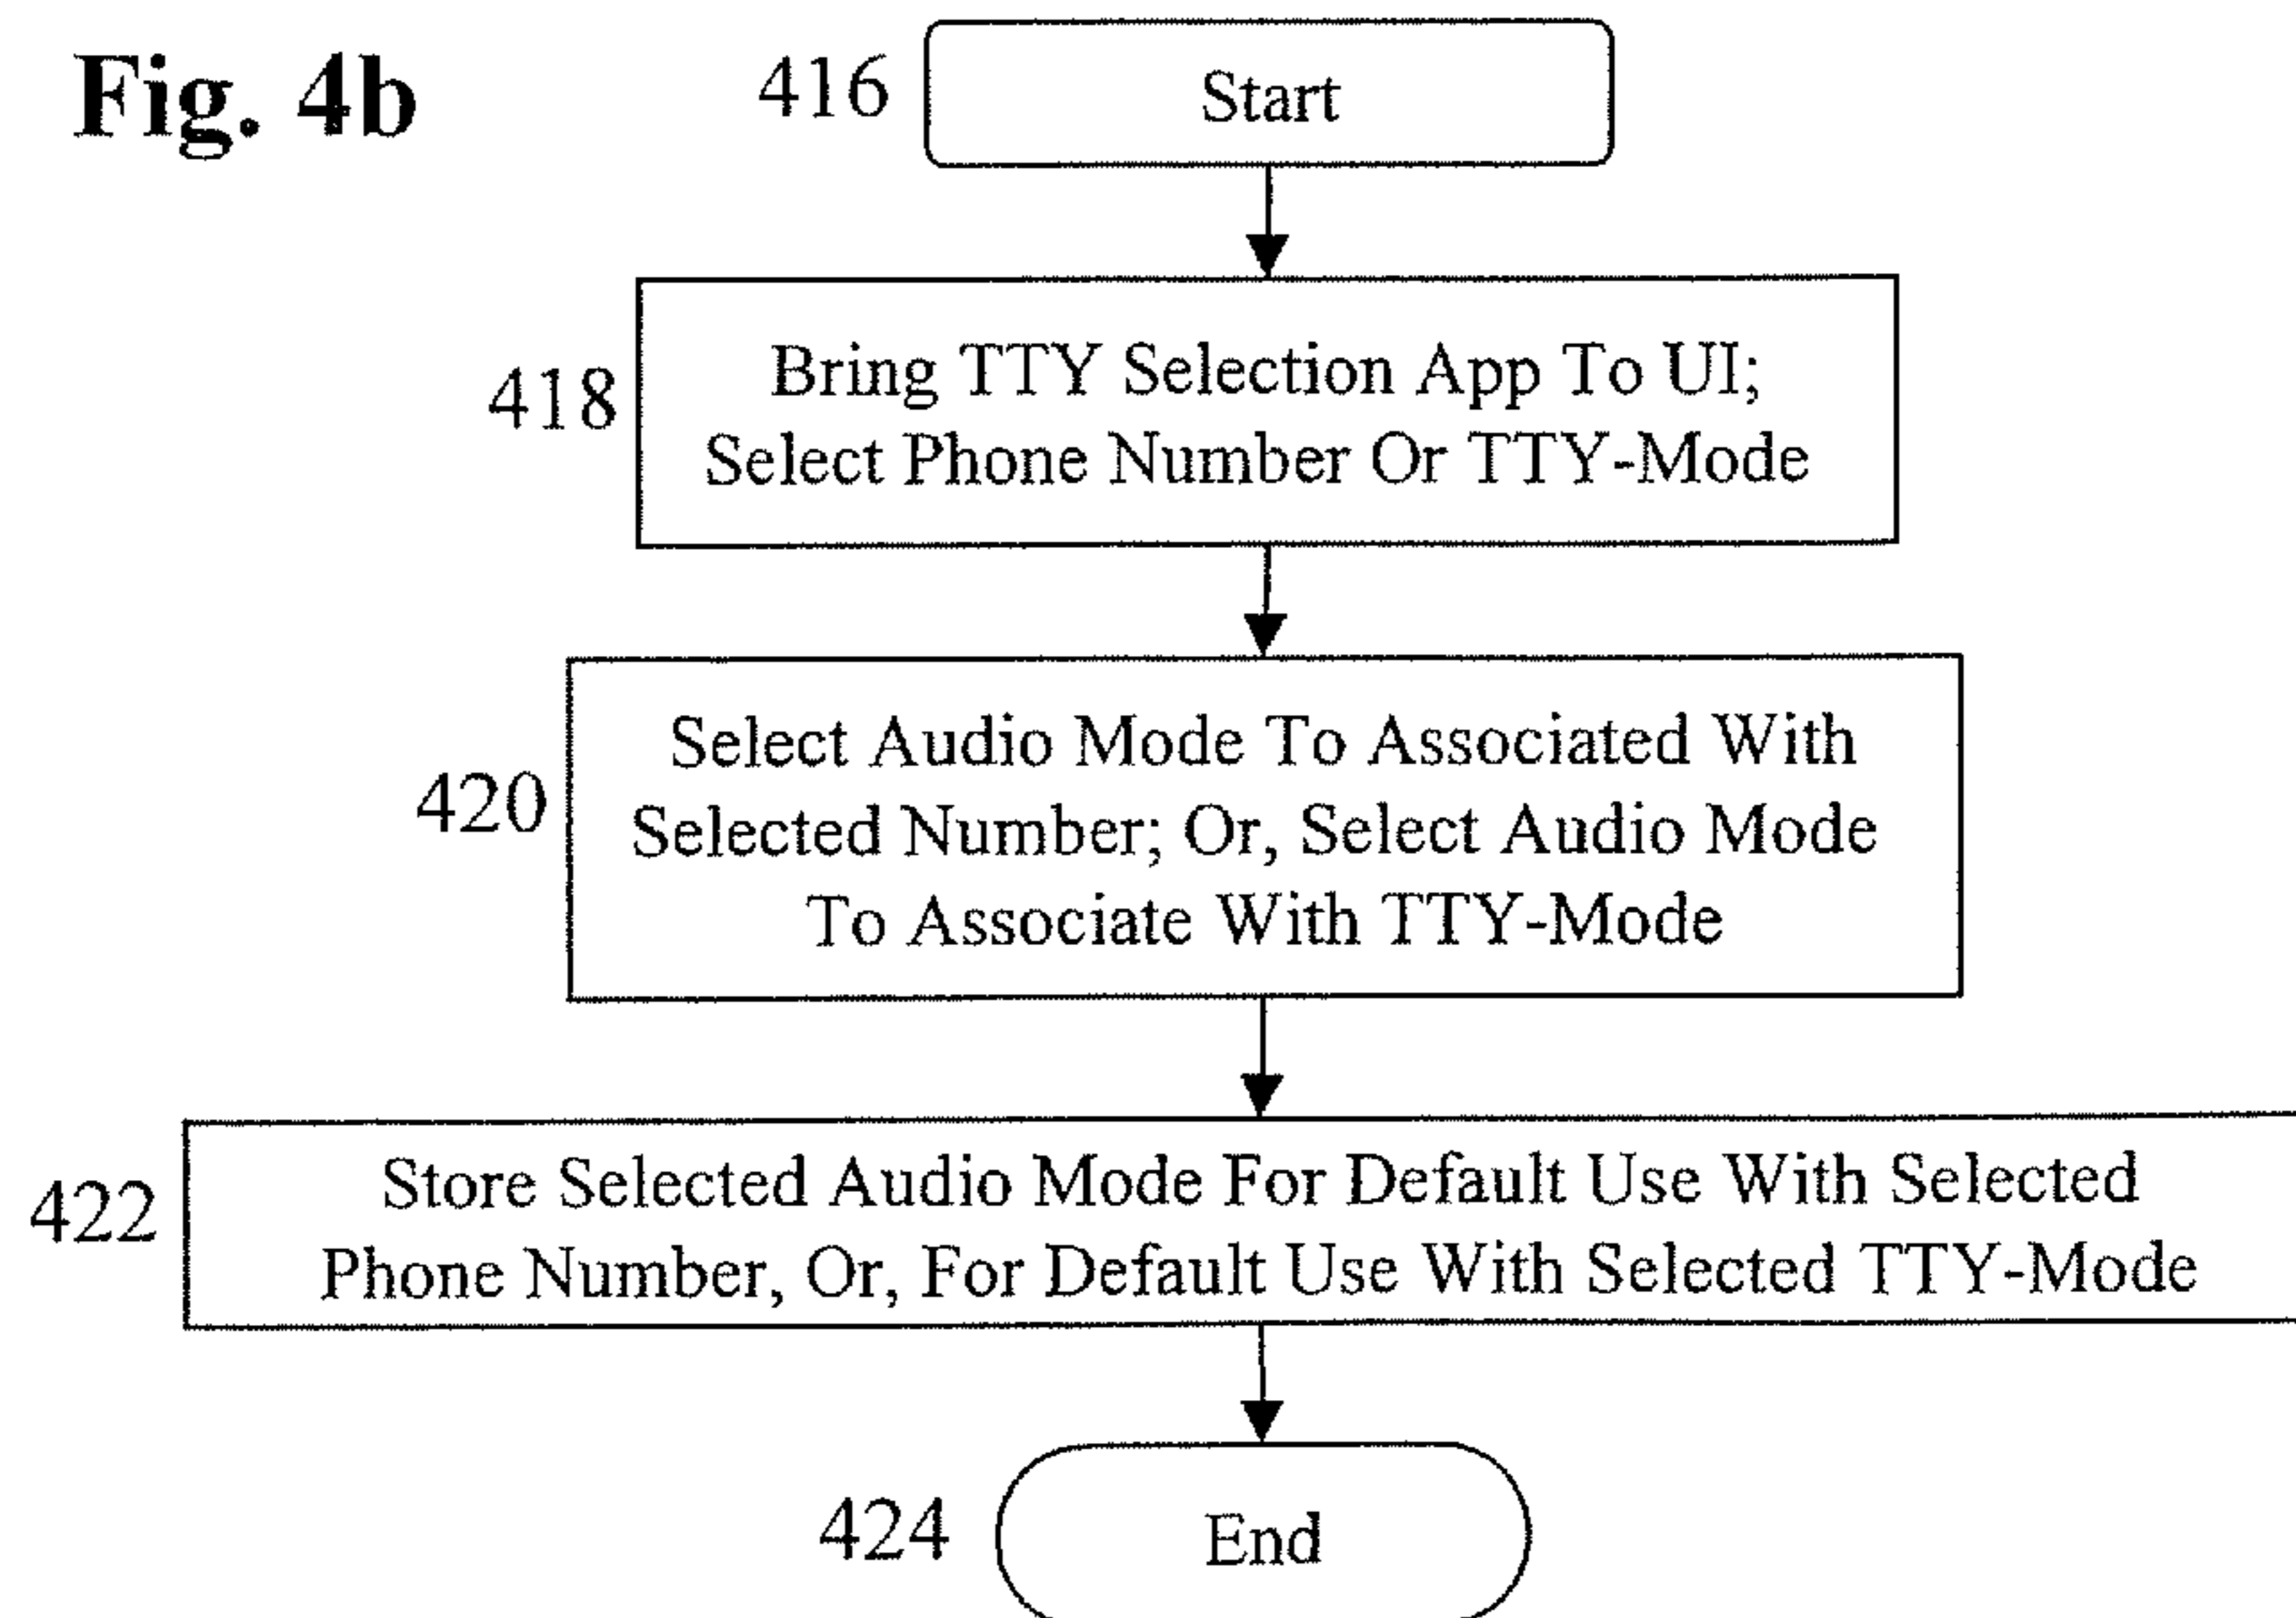 Fig. 4b
416
Start
418
Bring TTY Selection App To UI;
Select Phone Number Or TTY-Mode
420
Select Audio Mode To Associated With
Selected Number; Or, Select Audio Mode
To Associate With TTY-Mode
422
Store Selected Audio Mode For Default Use With Selected
Phone Number, Or, For Default Use With Selected TTY-Mode
424
End